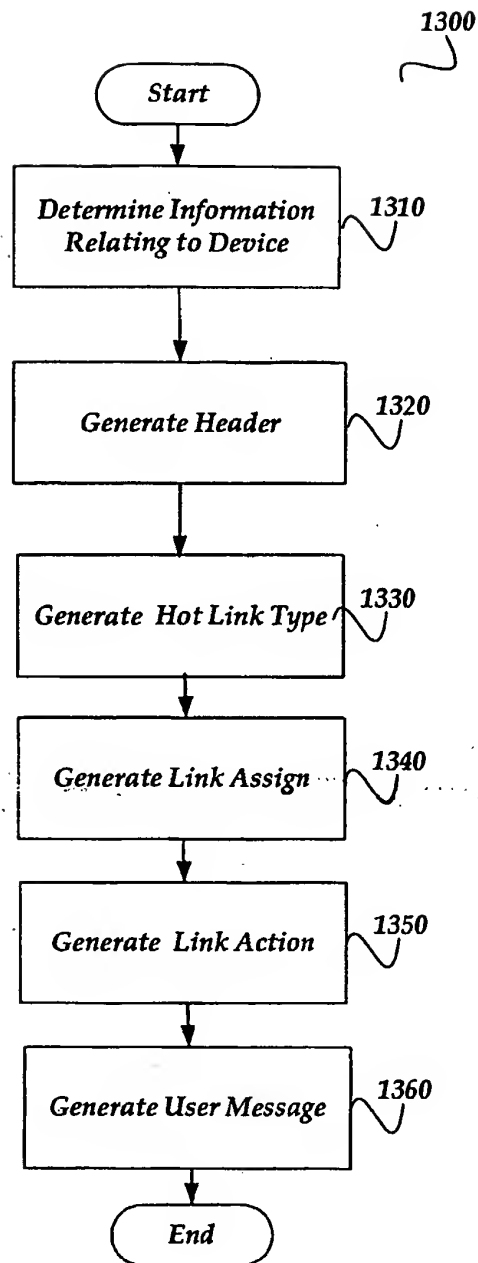 1300
Start
Determine Information
Relating to Device
1310
Generate Header
1320
Generate Hot Link Type
1330
Generate Link Assign
1340
Generate Link Action
1350
Generate User Message
1360
End